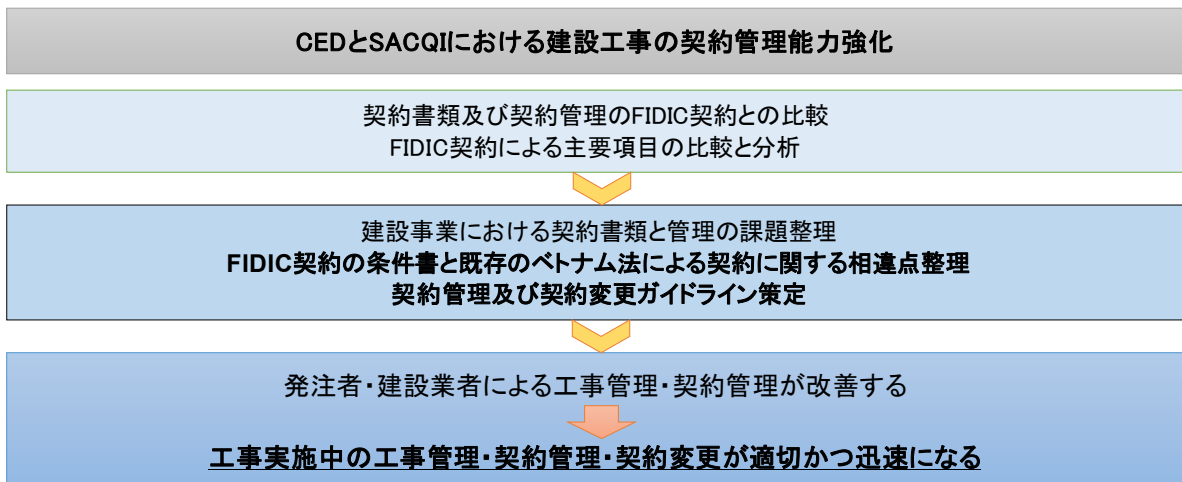 CEDとSACQIにおける建設工事の契約管理能力強化
契約書類及び契約管理のFIDIC契約との比較
FIDIC契約による主要項目の比較と分析
建設事業における契約書類と管理の課題整理
FIDIC契約の条件書と既存のベトナム法による契約に関する相違点整理
契約管理及び契約変更ガイドライン策定
発注者・建設業者による工事管理・契約管理が改善する
工事実施中の工事管理・契約管理・契約変更が適切かつ迅速になる